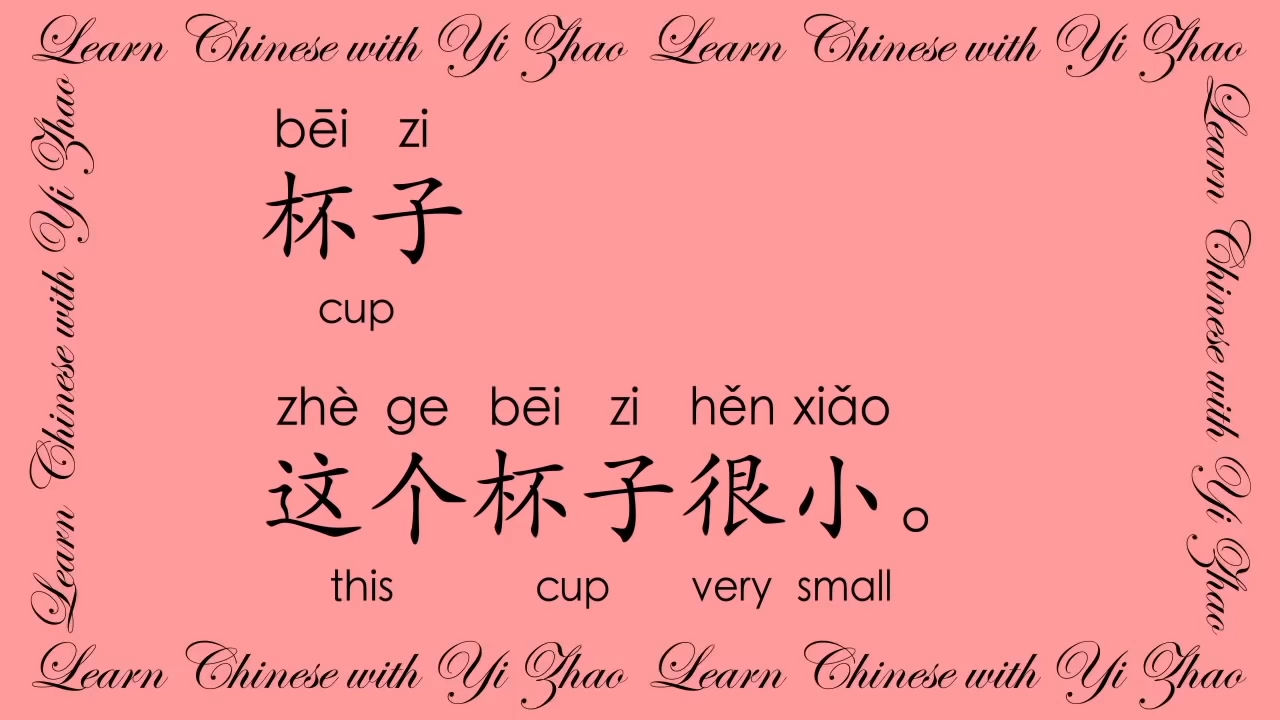 Learn Chinese with Yi Zhao Learn Chinese with Yi Zhao
Learn Chinese with Yi Zhao
bēi zi
杯子
cup
zhè ge bēi zi hěn xiǎo
这个杯子很小。
this cup very small
Learn Chinese with Yi Zhao
Learn Chinese with Yi Zhao Learn Chinese with Yi Zhao